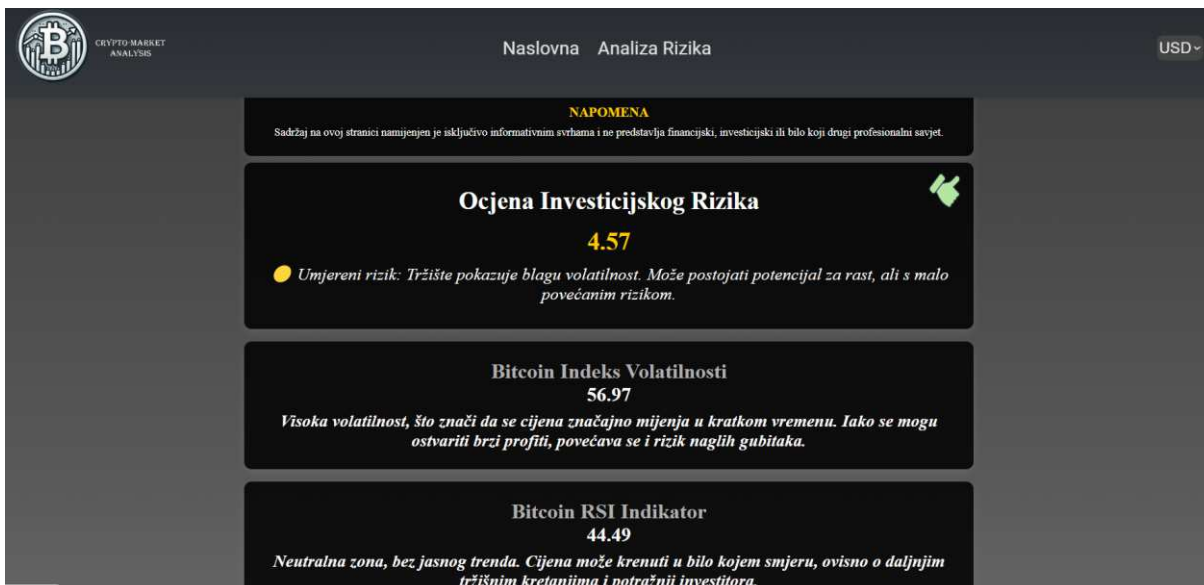 CRYPTO MARKET
ANALYSIS
Naslovna Analiza Rizika
USD
NAPOMENA
Sadržaj na ovoj stranici namijenjen je isključivo informativnim svrhama i ne predstavlja financijski, investicijski ili bilo koji drugi profesionalni savjet.
Ocjena Investicijskog Rizika
4.57
Umjereni rizik: Tržište pokazuje blagu volatilnost. Može postojati potencijal za rast, ali s malo
povećanim rizikom.
Bitcoin Indeks Volatilnosti
56.97
Visoka volatilnost, što znači da se cijena značajno mijenja u kratkom vremenu. Iako se mogu
ostvariti brzi profiti, povećava se i rizik naglih gubitaka.
Bitcoin RSI Indikator
44.49
Neutralna zona, bez jasnog trenda. Cijena može krenuti u bilo kojem smjeru, ovisno o daljnjim
tržišnim kretanjima i potražnji investitora.